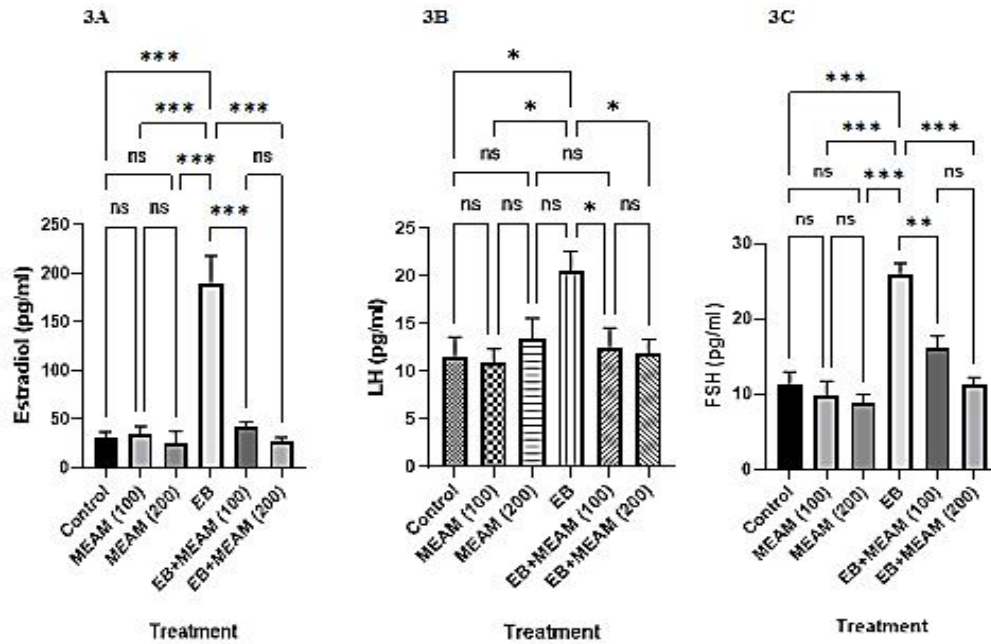 3A
***
***
***
ns
***
ns
ns
ns
***
250
200
150
100
50
0
Estradiol (pg/ml)
Control
MEAM (100)
MEAM (200)
EB
EB+MEAM (100)
EB+MEAM (200)
Treatment
3B
*
*
*
ns
ns
ns
ns
ns
*
ns
25
20
15
10
5
0
LH (pg/ml)
Control
MEAM (100)
MEAM (200)
EB
EB+MEAM (100)
EB+MEAM (200)
Treatment
3C
***
***
***
ns
***
ns
ns
ns
**
30
20
10
0
FSH (pg/ml)
Control
MEAM (100)
MEAM (200)
EB
EB+MEAM (100)
EB+MEAM (200)
Treatment